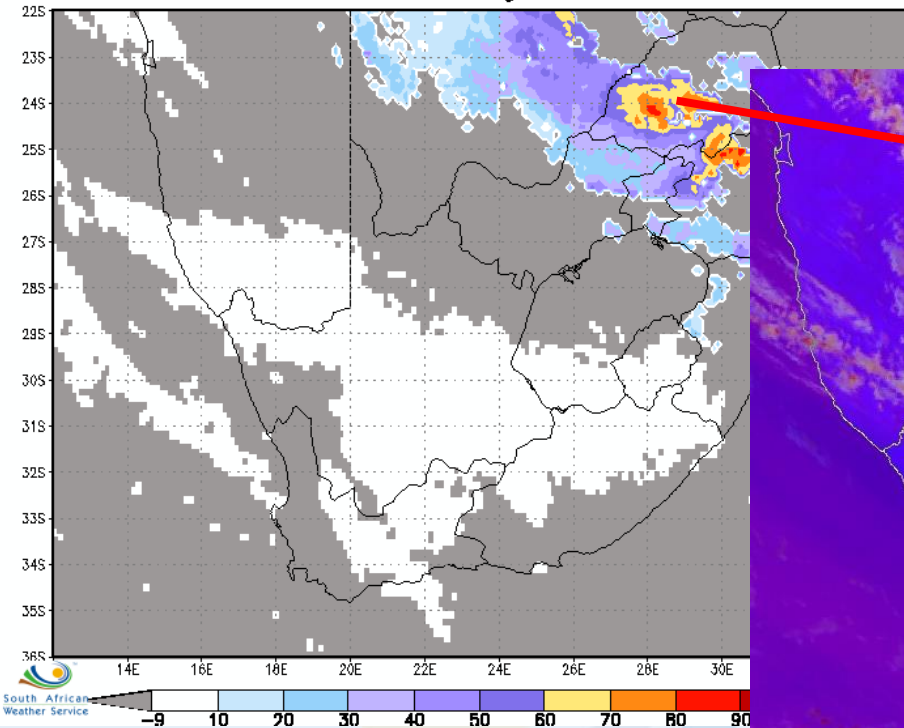 22S
23S
24S
25S
26S
27S
28S
29S
30S
31S
32S
33S
34S
35S
36S
14E 16E 18E 20E 22E 24E 26E 28E 30E
South African
Weather Service
-9 10 20 30 40 50 60 70 80 90